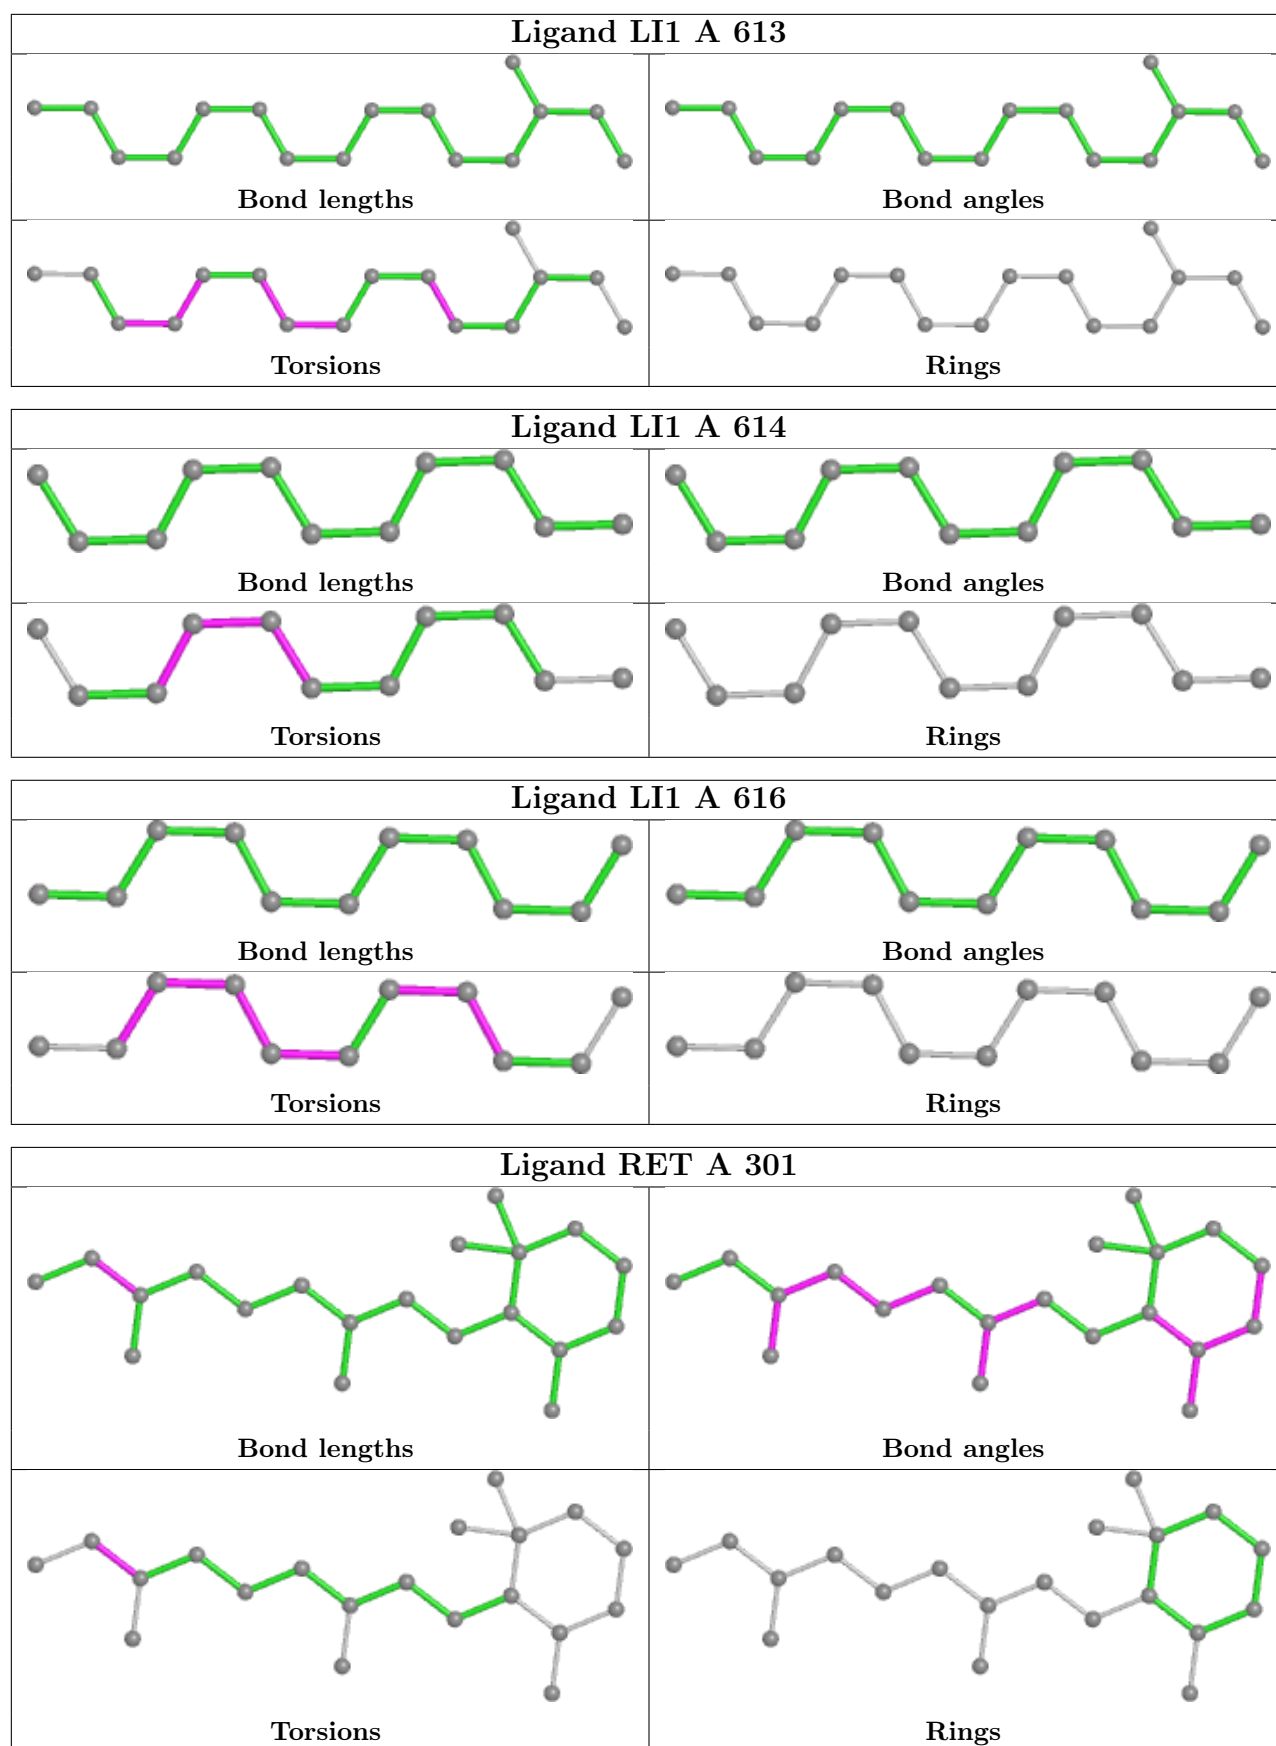 Ligand LI1 A 613
Bond lengths
Bond angles
Torsions
Rings
Ligand LI1 A 614
Bond lengths
Bond angles
Torsions
Rings
Ligand LI1 A 616
Bond lengths
Bond angles
Torsions
Rings
Ligand RET A 301
Bond lengths
Bond angles
Torsions
Rings